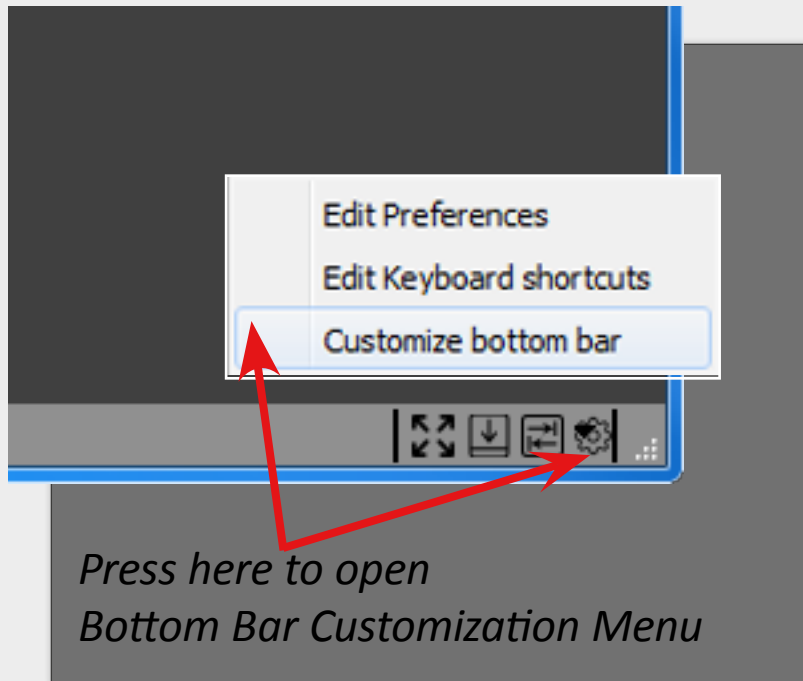 Edit Preferences
Edit Keyboard shortcuts
Customize bottom bar
Press here to open
Bottom Bar Customization Menu